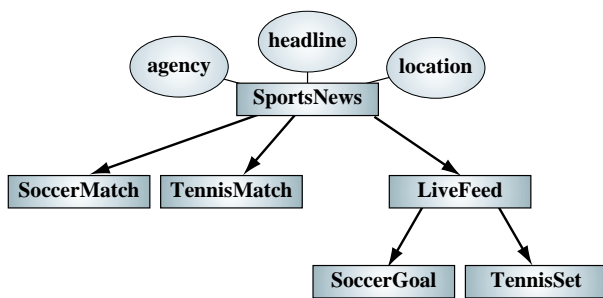 headline
agency
location
SportsNews
SoccerMatch
TennisMatch
LiveFeed
SoccerGoal
TennisSet